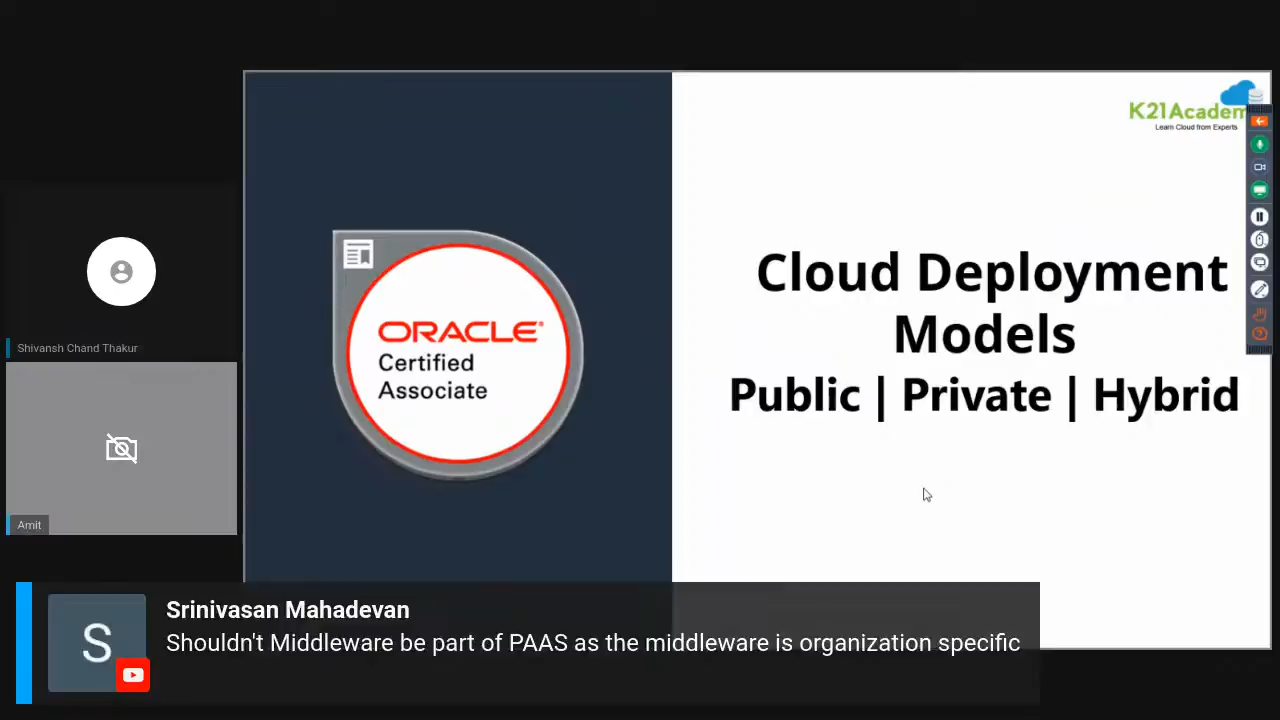 K21Academ
Learn Cloud from Experts
ORACLE®
Certified
Associate
Cloud Deployment
Models
Public | Private | Hybrid
Shivansh Chand Thakur
Amit
S
Srinivasan Mahadevan
Shouldn't Middleware be part of PAAS as the middleware is organization specific